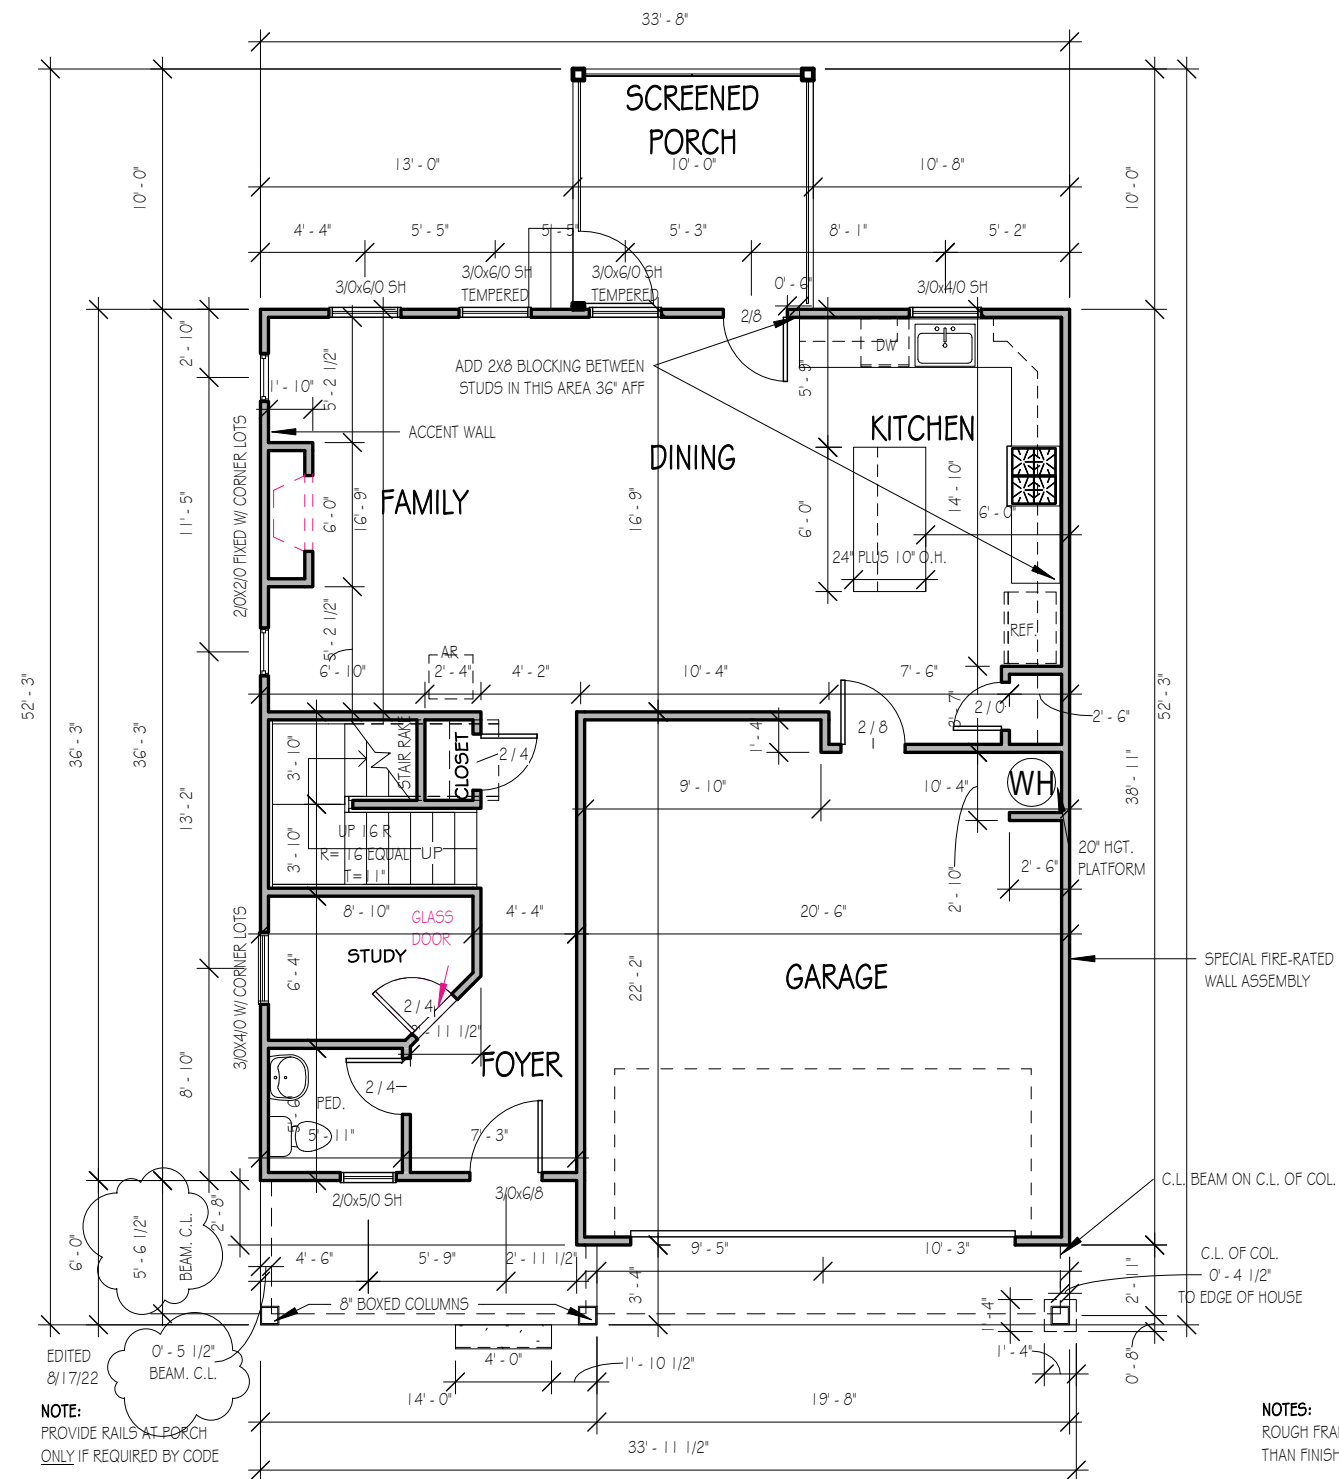 33' - 8"
SCREENED
PORCH
13' - 0"
10' - 0"
10' - 8"
10' - 0"
10' - 0"
4' - 4"
5' - 5"
5' - 5"
5' - 3"
8' - 1"
5' - 2"
3/0x6/0 SH
3/0x6/0 SH
TEMPERED
3/0x6/0 SH
TEMPERED
0' - 6"
3/0x4/0 SH
2/8
DW
2' - 10"
1' - 10"
5' - 2 1/2"
ADD 2X8 BLOCKING BETWEEN
STUDS IN THIS AREA 36" AFF
5' - 9"
ACCENT WALL
KITCHEN
DINING
FAMILY
2/0X2/0 FIXED W/ CORNER LOTS
11' - 5"
6' - 0"
16' - 9"
16' - 9"
6' - 0"
14' - 10"
6' - 0"
24" PLUS 10" O.H.
5' - 2 1/2"
REF.
AR
6' - 10"
2' - 4"
4' - 2"
10' - 4"
7' - 6"
52' - 3"
36' - 3"
36' - 3"
52' - 3"
38' - 11"
3' - 7"
2 / 0
2' - 6"
2 / 8
1' - 4"
STAIR RAKE
CLOSET
2 / 4
3' - 10"
9' - 10"
10' - 4"
WH
13' - 2"
3' - 10"
UP 16 R
R= 16 EQUAL
T=11"
UP
20" HGT.
PLATFORM
2' - 10"
2' - 6"
8' - 10"
GLASS
DOOR
4' - 4"
20' - 6"
3/0X4/0 W/ CORNER LOTS
STUDY
6' - 4"
22' - 2"
GARAGE
SPECIAL FIRE-RATED
WALL ASSEMBLY
2 / 4
2' - 11 1/2"
FOYER
8' - 10"
2 / 4
PED.
5' - 6"
5' - 11"
7' - 3"
2/0x5/0 SH
3/0x6/8
C.L. BEAM ON C.L. OF COL.
6' - 0"
5' - 6 1/2"
BEAM. C.L.
2' - 8"
4' - 6"
5' - 9"
2' - 11 1/2"
9' - 5"
10' - 3"
C.L. OF COL.
0' - 4 1/2"
TO EDGE OF HOUSE
3' - 4"
8" BOXED COLUMNS
1' - 4"
2' - 11"
EDITED
8/17/22
0' - 5 1/2"
BEAM. C.L.
4' - 0"
1' - 10 1/2"
1' - 4"
0' - 8"
14' - 0"
19' - 8"
NOTE:
PROVIDE RAILS AT PORCH
ONLY IF REQUIRED BY CODE
33' - 11 1/2"
NOTES:
ROUGH
THAN